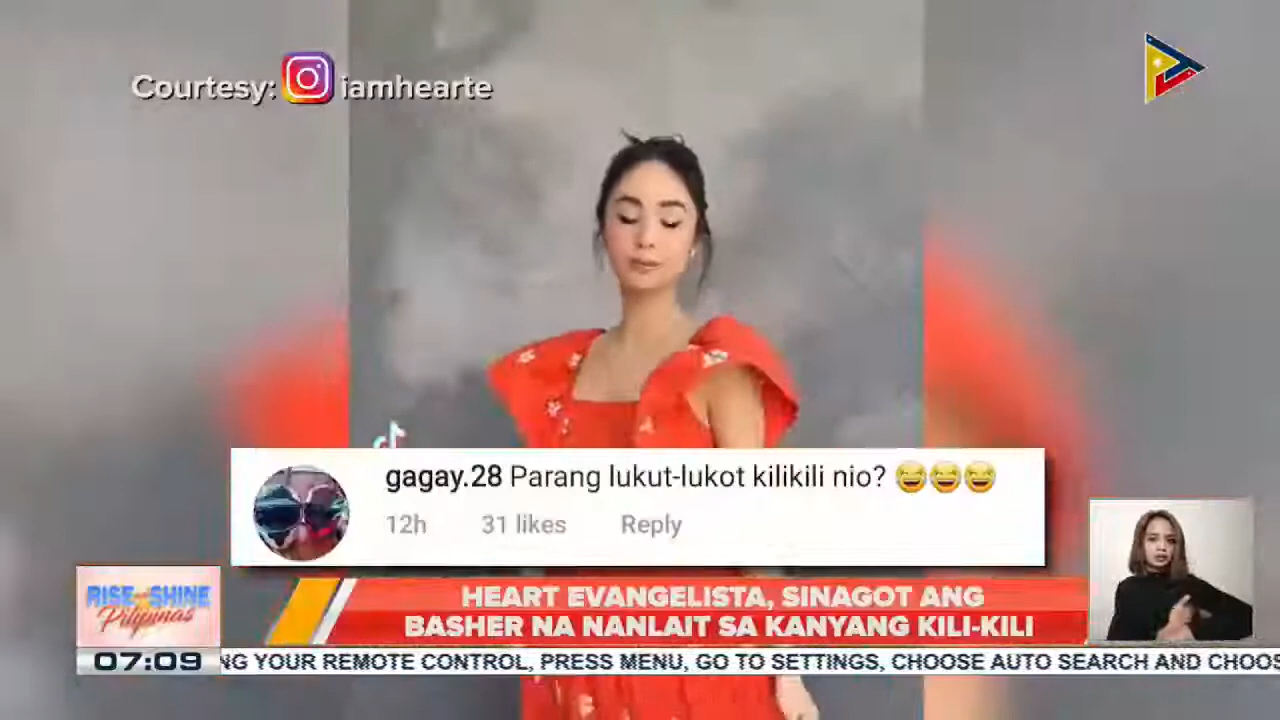 Courtesy: iamhearte
gagay.28 Parang lukut-lukot kilikili nio? 😆😆😆
12h 31 likes Reply
RISE and SHINE
Pilipinas
HEART EVANGELISTA, SINAGOT ANG
BASHER NA NANLAIT SA KANYANG KILI-KILI
07:09 NG YOUR REMOTE CONTROL, PRESS MENU, GO TO SETTINGS, CHOOSE AUTO SEARCH AND CHOOS